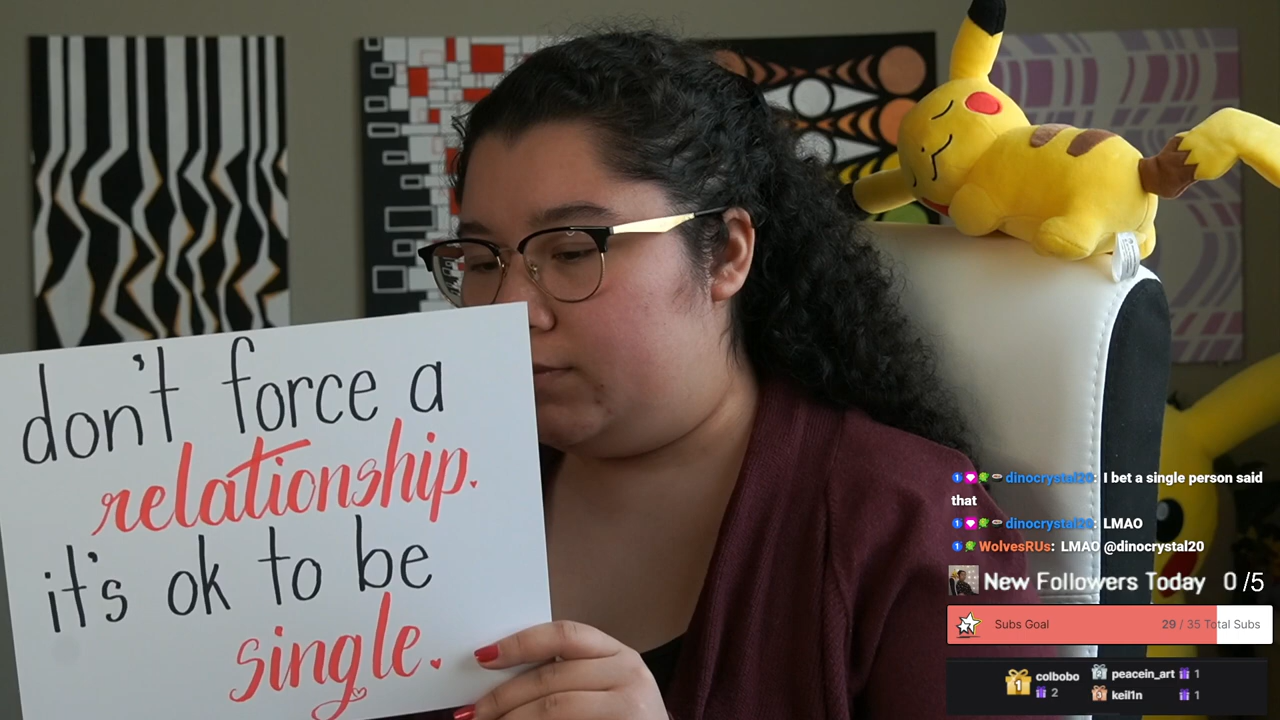 don't force a
relationship.
it's ok to be
single.
dinocrystal20: I bet a single person said
that
dinocrystal20: LMAO
WolvesRUs: LMAO @dinocrystal20
New Followers Today 0 /5
Subs Goal 29 / 35 Total Subs
1 colbobo 2
peacein_art 1
keil1n 1